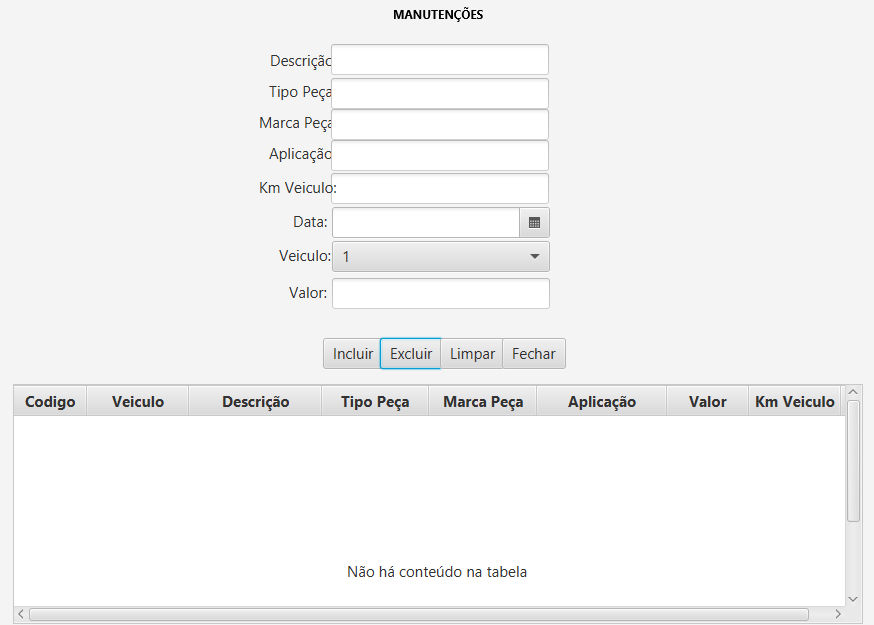 MANUTENÇÕES
Descrição
Tipo Peça
Marca Peça
Aplicação
Km Veiculo:
Data:
Veiculo: 1
Valor:
Incluir Excluir Limpar Fechar
Codigo Veiculo Descrição Tipo Peça Marca Peça Aplicação Valor Km Veiculo
Não há conteúdo na tabela